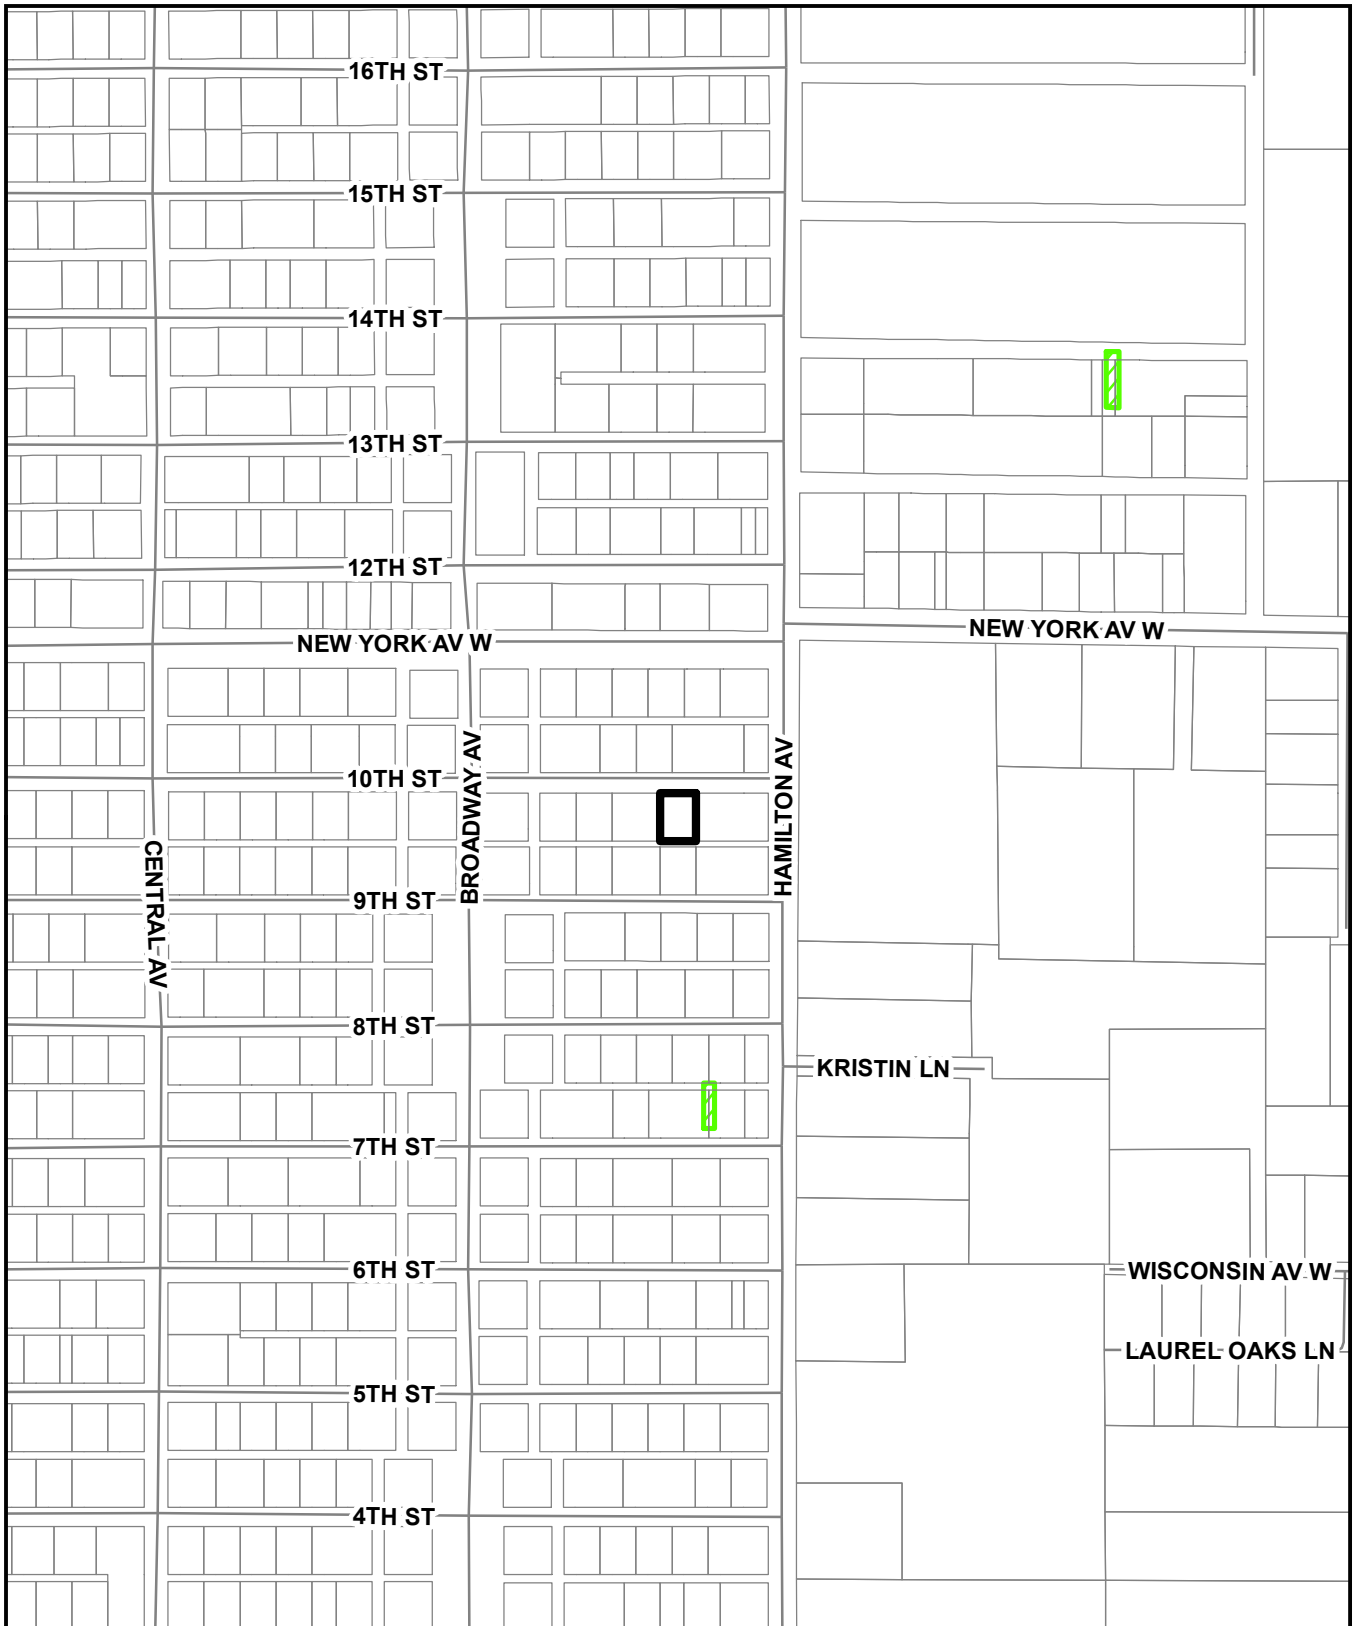 16TH ST
15TH ST
14TH ST
13TH ST
12TH ST
NEW YORK AV W
NEW YORK AV W
BROADWAY AV
HAMILTON AV
10TH ST
CENTRAL AV
9TH ST
8TH ST
KRISTIN LN
7TH ST
6TH ST
WISCONSIN AV W
LAUREL OAKS LN
5TH ST
4TH ST